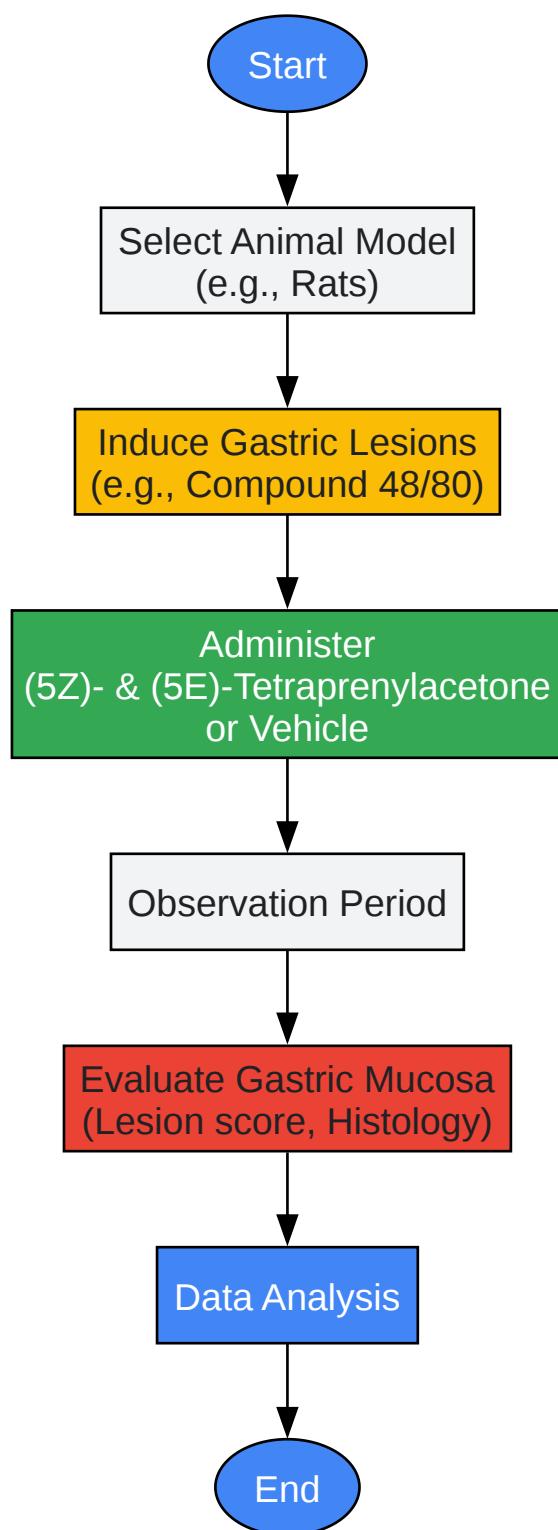 Start
Select Animal Model
(e.g., Rats)
Induce Gastric Lesions
(e.g., Compound 48/80)
Administer
(5Z)- & (5E)-Tetraprenylacetone
or Vehicle
Observation Period
Evaluate Gastric Mucosa
(Lesion score, Histology)
Data Analysis
End